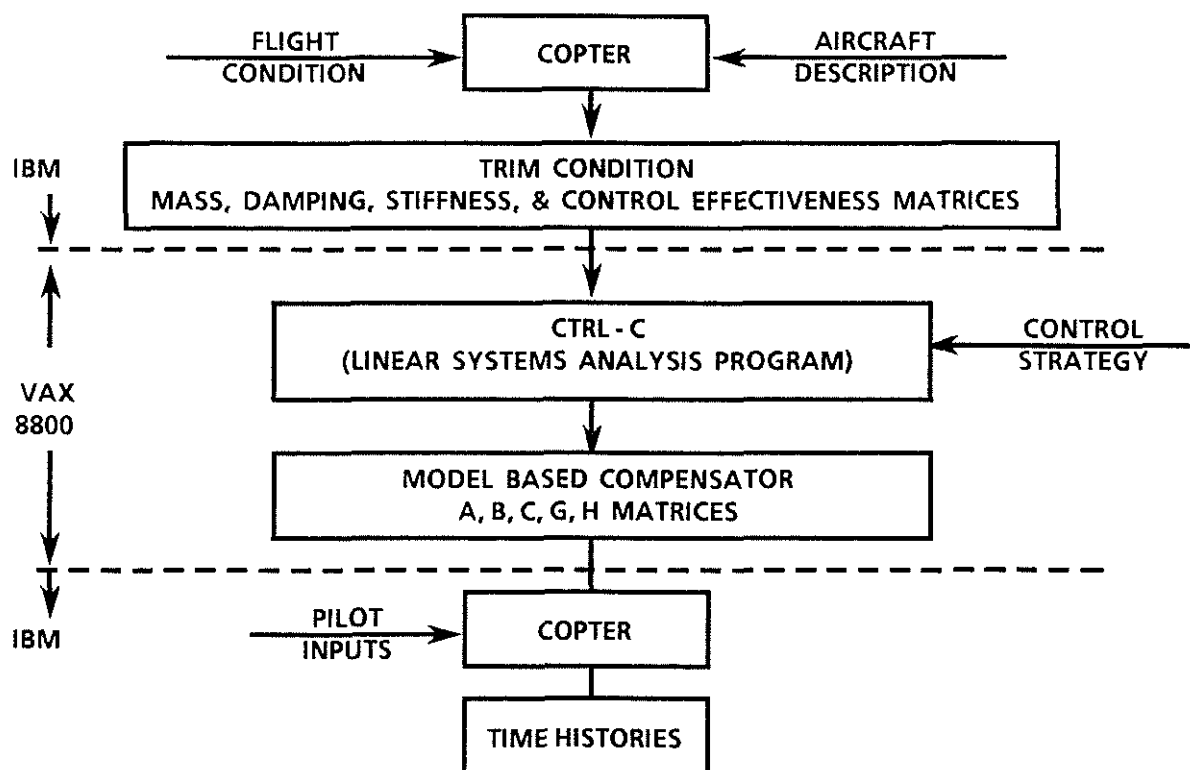 FLIGHT
CONDITION
COPTER
AIRCRAFT
DESCRIPTION
IBM
TRIM CONDITION
MASS, DAMPING, STIFFNESS, & CONTROL EFFECTIVENESS MATRICES
CTRL - C
(LINEAR SYSTEMS ANALYSIS PROGRAM)
CONTROL
STRATEGY
VAX
8800
MODEL BASED COMPENSATOR
A, B, C, G, H MATRICES
IBM
PILOT
INPUTS
COPTER
TIME HISTORIES